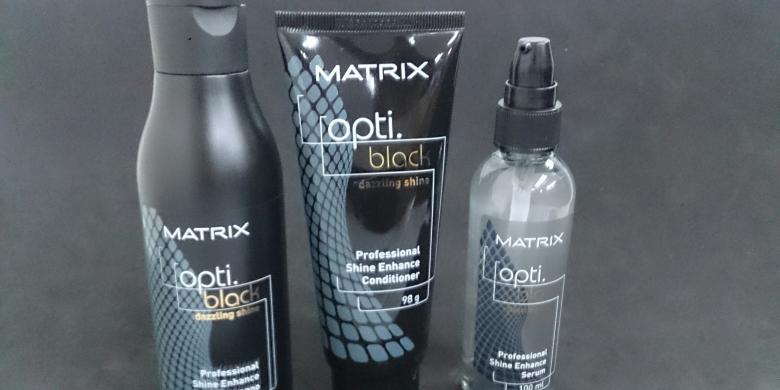 MATRIX
opti.
black
dazzling shine
Professional
Shine Enhance
MATRIX
opti.
black
dazzling shine
Professional
Shine Enhance
Conditioner
98 g
MATRIX
opti.
Professional
Shine Enhance
Serum
100 ml